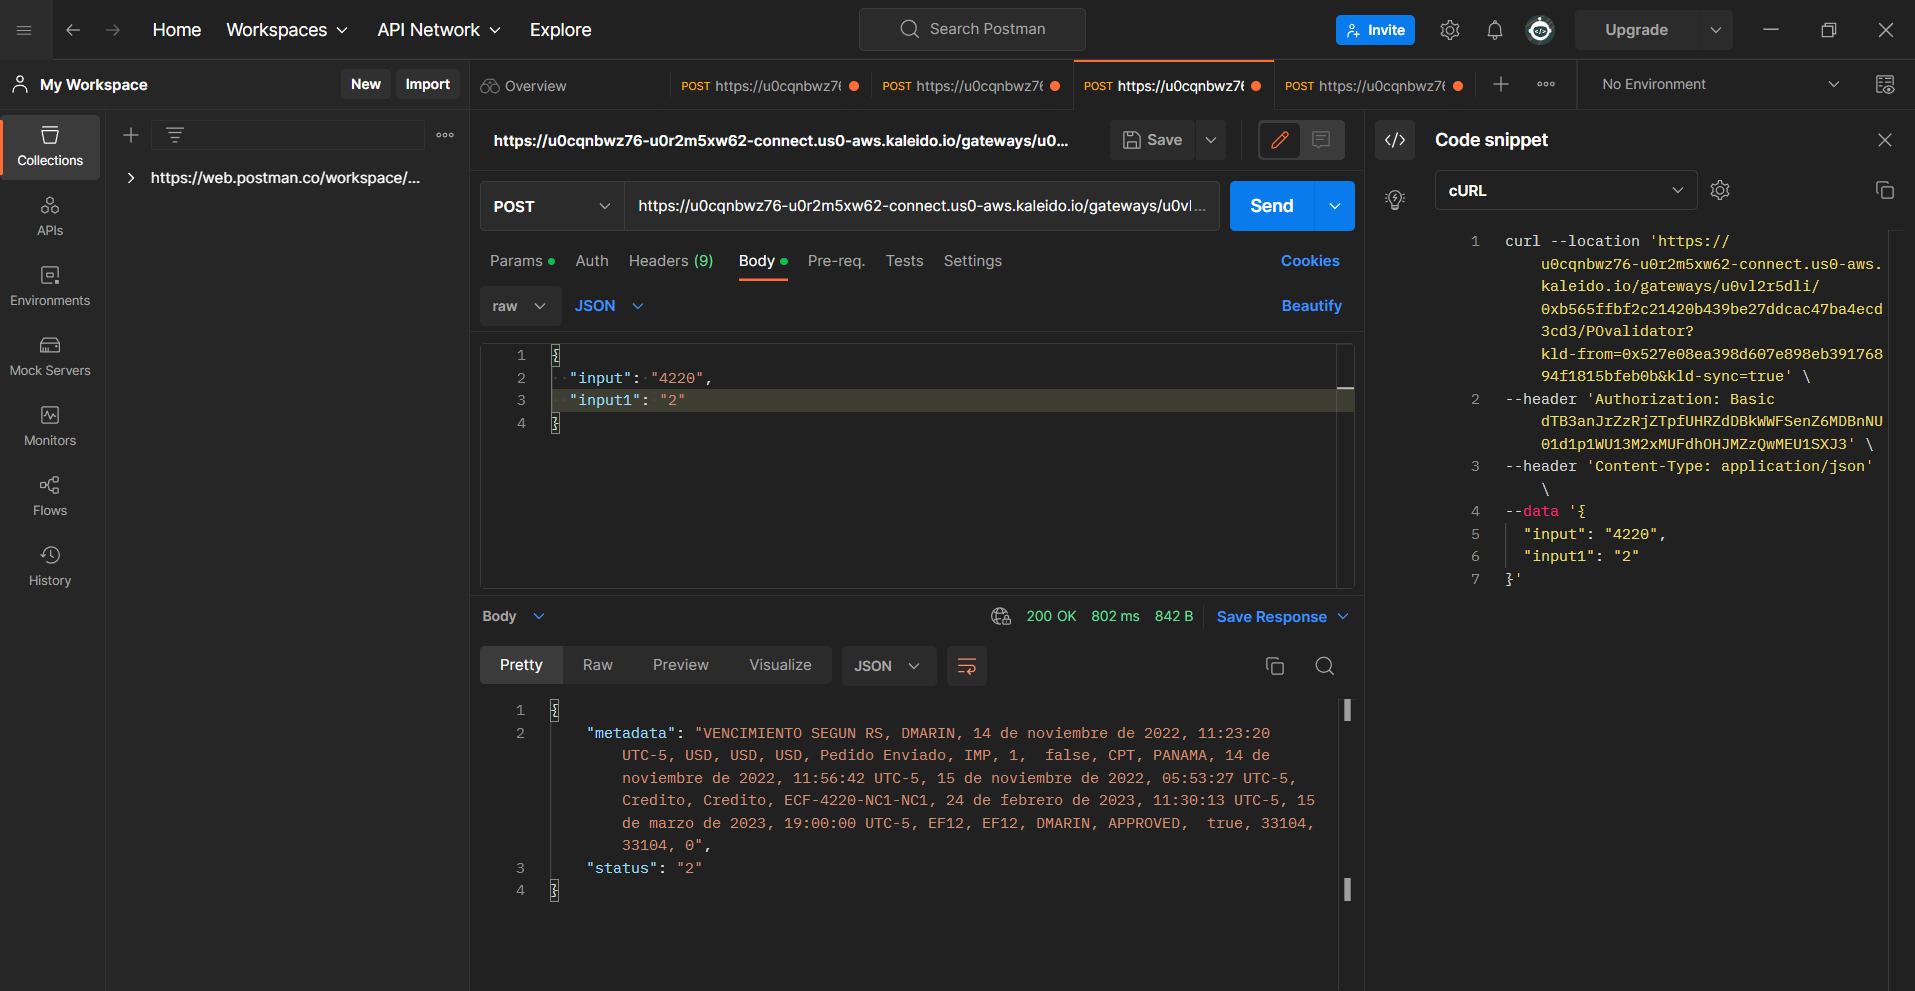 Home
Workspaces
API Network
Explore
Search Postman
Invite
Upgrade
My Workspace
New
Import
Overview
POST https://u0cqnbwz7
POST https://u0cqnbwz7
POST https://u0cqnbwz7
POST https://u0cqnbwz7
No Environment
Collections
APIs
Environments
Mock Servers
Monitors
Flows
History
https://web.postman.co/workspace/...
https://u0cqnbwz76-u0r2m5xw62-connect.us0-aws.kaleido.io/gateways/u0...
Save
POST
https://u0cqnbwz76-u0r2m5xw62-connect.us0-aws.kaleido.io/gateways/u0vl...
Send
Params
Auth
Headers (9)
Body
Pre-req.
Tests
Settings
Cookies
raw
JSON
Beautify
1 {
2 "input": "4220",
3 "input1": "2"
4 }
Body
200 OK
802 ms
842 B
Save Response
Pretty
Raw
Preview
Visualize
JSON
1 {
2 "metadata": "VENCIMIENTO SEGUN RS, DMARIN, 14 de noviembre de 2022, 11:23:20
UTC-5, USD, USD, USD, Pedido Enviado, IMP, 1,  false, CPT, PANAMA, 14 de
noviembre de 2022, 11:56:42 UTC-5, 15 de noviembre de 2022, 05:53:27 UTC-5,
Credito, Credito, ECF-4220-NC1-NC1, 24 de febrero de 2023, 11:30:13 UTC-5, 15
de marzo de 2023, 19:00:00 UTC-5, EF12, EF12, DMARIN, APPROVED,  true, 33104,
33104, 0",
3 "status": "2"
4 }
Code snippet
cURL
1 curl --location 'https://
u0cqnbwz76-u0r2m5xw62-connect.us0-aws.
kaleido.io/gateways/u0vl2r5dli/
0xb565ffbf2c21420b439be27ddcac47ba4ecd
3cd3/POvalidator?
kld-from=0x527e08ea398d607e898eb391768
94f1815bfeb0b&kld-sync=true' \
2 --header 'Authorization: Basic
dTB3anJrZzRjZTpfUHRZdDBkWWFSenZ6MDBnNU
01d1p1WU13M2xMUFdhOHJMZzQwMEU1SXJ3' \
3 --header 'Content-Type: application/json'
\
4 --data '{
5 "input": "4220",
6 "input1": "2"
7 }'